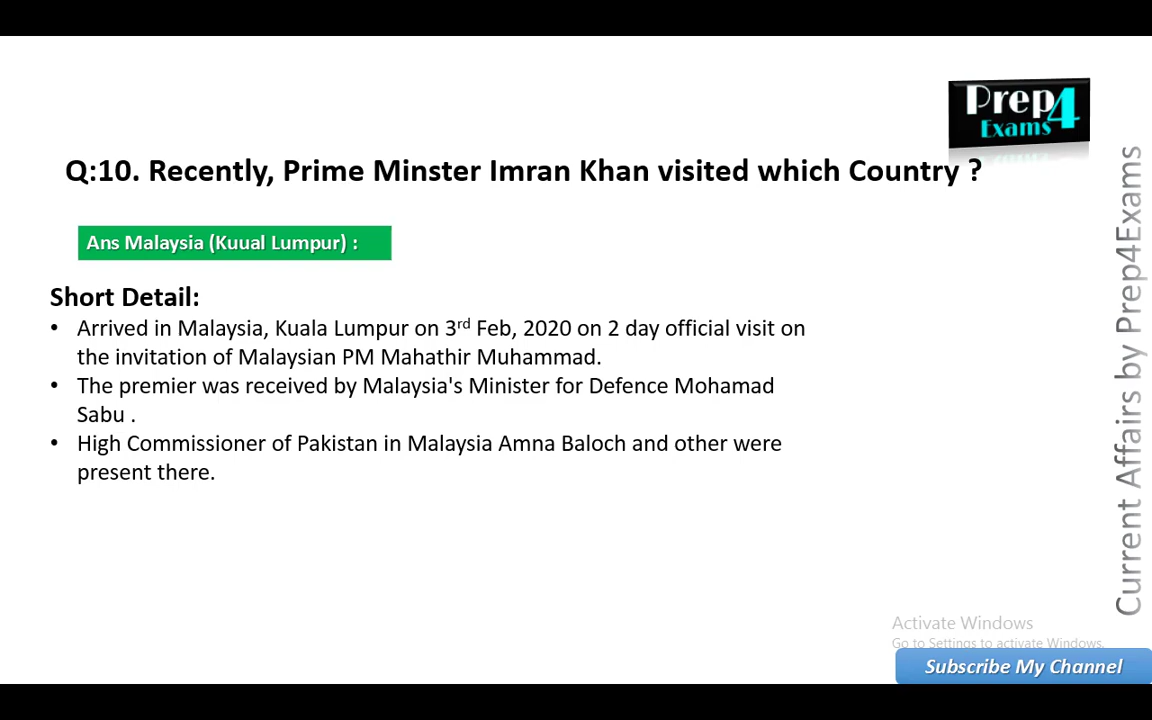 Prep4
Exams
Q:10. Recently, Prime Minster Imran Khan visited which Country ?
Ans Malaysia (Kuual Lumpur) :
Short Detail:
• Arrived in Malaysia, Kuala Lumpur on 3rd Feb, 2020 on 2 day official visit on
the invitation of Malaysian PM Mahathir Muhammad.
• The premier was received by Malaysia's Minister for Defence Mohamad
Sabu .
• High Commissioner of Pakistan in Malaysia Amna Baloch and other were
present there.
Current Affairs by Prep4Exams
Activate Windows
Go to Settings to activate Windows.
Subscribe My Channel